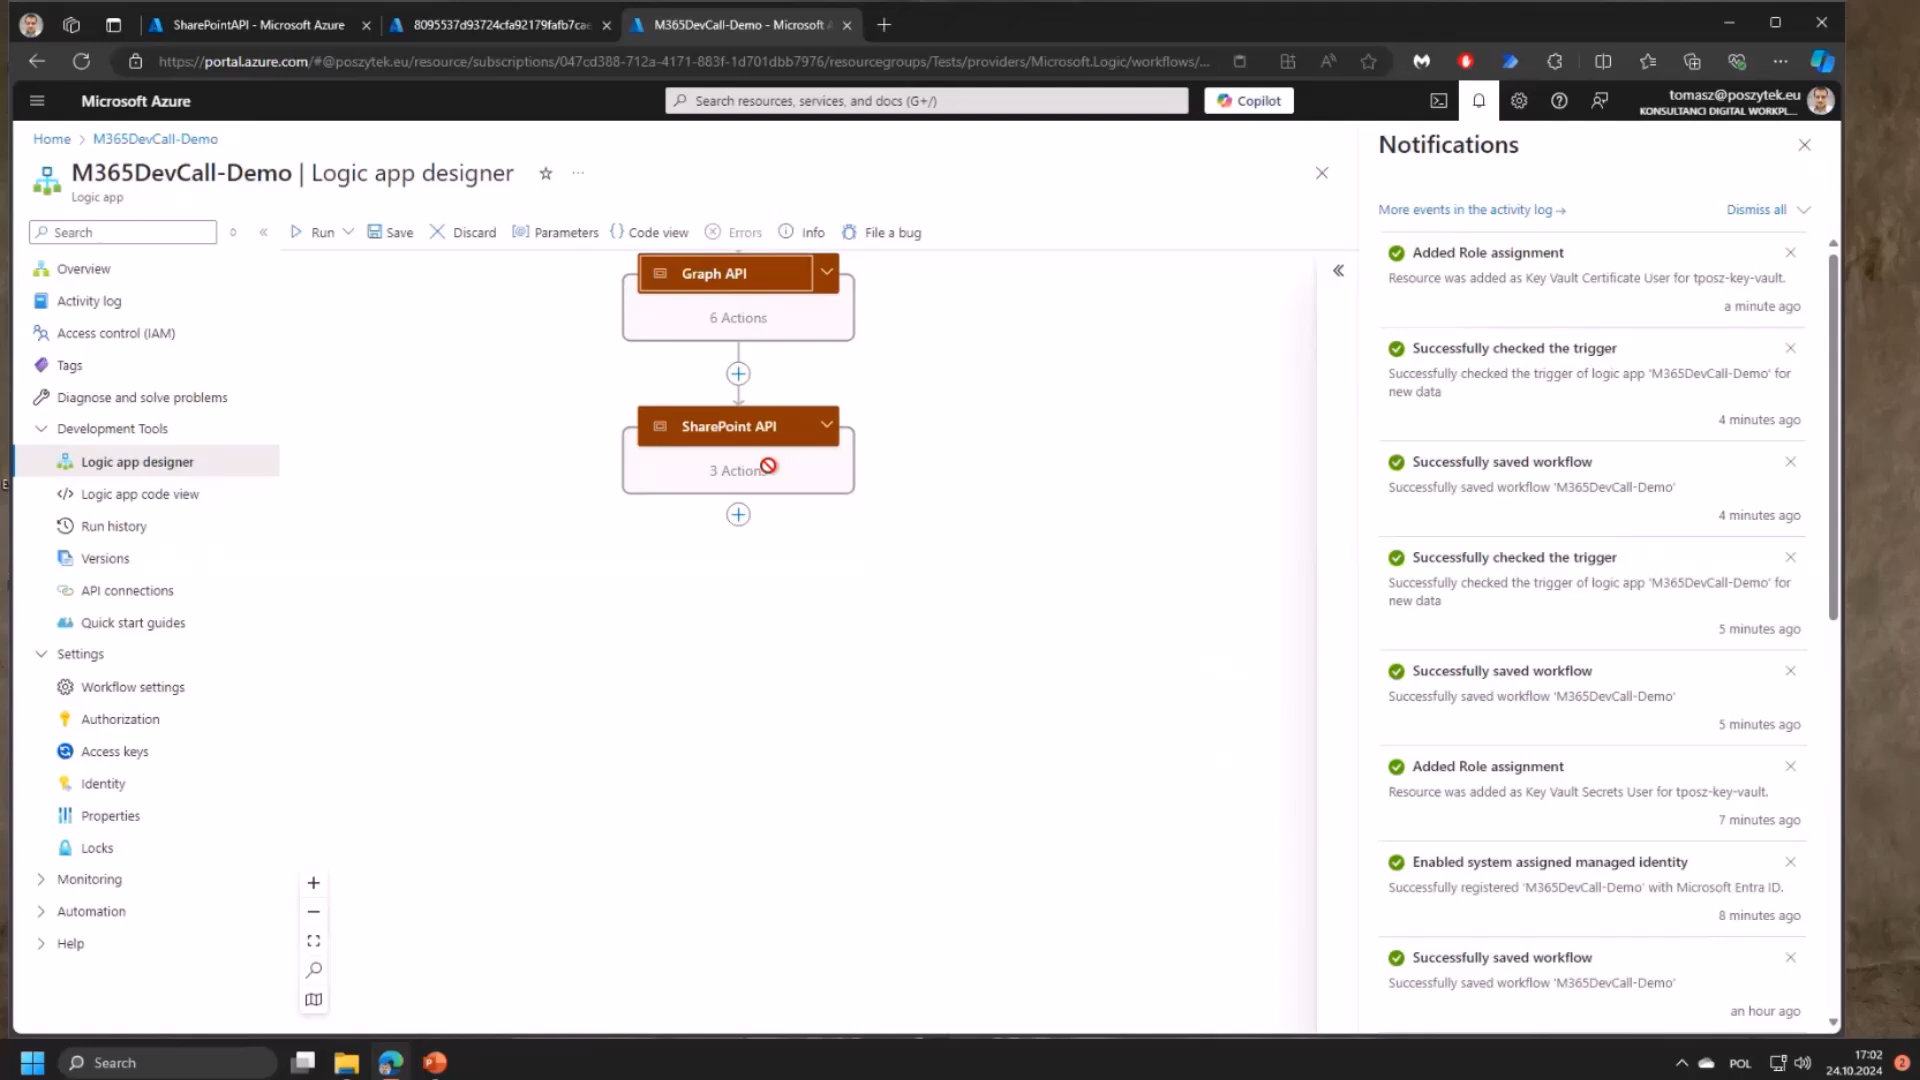 SharePointAPI - Microsoft Azure
8095537d93724cfa92179fafb7cae
M365DevCall-Demo - Microsoft A
https://portal.azure.com/#@poszytek.eu/resource/subscriptions/047cd388-712a-4171-883f-1d701dbb7976/resourcegroups/Tests/providers/Microsoft.Logic/workflows/...
Microsoft Azure
Search resources, services, and docs (G+/)
Copilot
tomasz@poszytek.eu
KONSULTANCI DIGITAL WORKPL...
Home > M365DevCall-Demo
M365DevCall-Demo | Logic app designer
Logic app
Search
Run
Save
Discard
Parameters
Code view
Errors
Info
File a bug
Overview
Activity log
Access control (IAM)
Tags
Diagnose and solve problems
Development Tools
Logic app designer
Logic app code view
Run history
Versions
API connections
Quick start guides
Settings
Workflow settings
Authorization
Access keys
Identity
Properties
Locks
Monitoring
Automation
Help
Graph API
6 Actions
SharePoint API
3 Actions
Notifications
More events in the activity log →
Dismiss all
Added Role assignment
Resource was added as Key Vault Certificate User for tposz-key-vault.
a minute ago
Successfully checked the trigger
Successfully checked the trigger of logic app 'M365DevCall-Demo' for
new data
4 minutes ago
Successfully saved workflow
Successfully saved workflow 'M365DevCall-Demo'
4 minutes ago
Successfully checked the trigger
Successfully checked the trigger of logic app 'M365DevCall-Demo' for
new data
5 minutes ago
Successfully saved workflow
Successfully saved workflow 'M365DevCall-Demo'
5 minutes ago
Added Role assignment
Resource was added as Key Vault Secrets User for tposz-key-vault.
7 minutes ago
Enabled system assigned managed identity
Successfully registered 'M365DevCall-Demo' with Microsoft Entra ID.
8 minutes ago
Successfully saved workflow
Successfully saved workflow 'M365DevCall-Demo'
an hour ago
Search
POL
17:02
24.10.2024
2